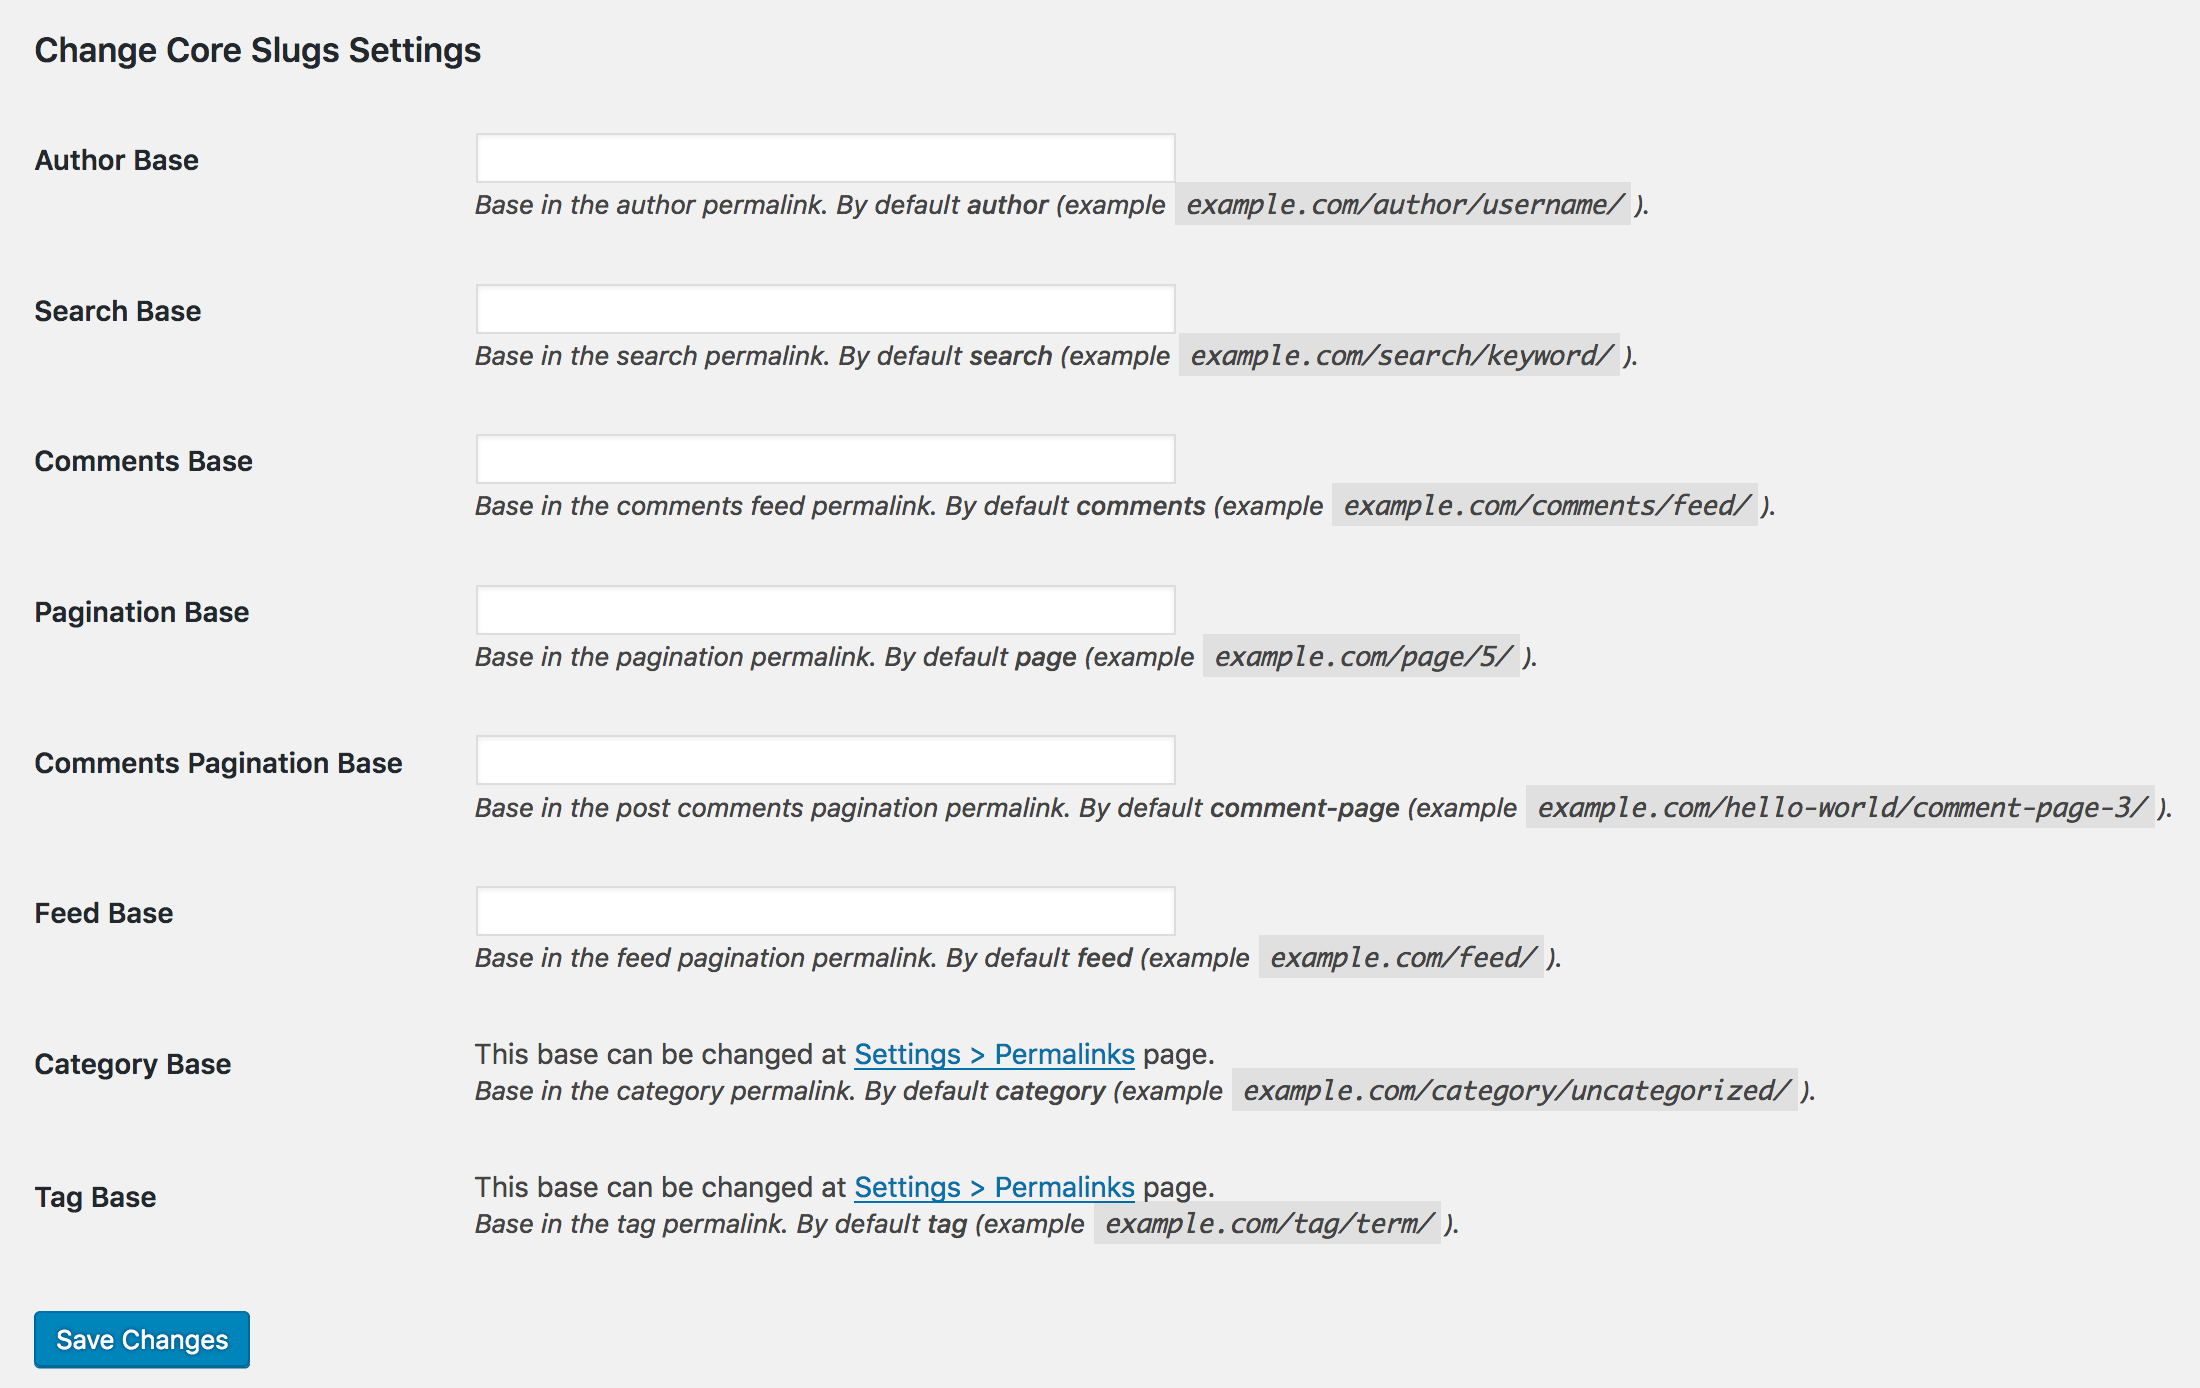 Change Core Slugs Settings
Author Base
Base in the author permalink. By default author (example example.com/author/username/ ).
Search Base
Base in the search permalink. By default search (example example.com/search/keyword/ ).
Comments Base
Base in the comments feed permalink. By default comments (example example.com/comments/feed/ ).
Pagination Base
Base in the pagination permalink. By default page (example example.com/page/5/ ).
Comments Pagination Base
Base in the post comments pagination permalink. By default comment-page (example example.com/hello-world/comment-page-3/ ).
Feed Base
Base in the feed pagination permalink. By default feed (example example.com/feed/ ).
Category Base
This base can be changed at Settings > Permalinks page.
Base in the category permalink. By default category (example example.com/category/uncategorized/ ).
Tag Base
This base can be changed at Settings > Permalinks page.
Base in the tag permalink. By default tag (example example.com/tag/term/ ).
Save Changes